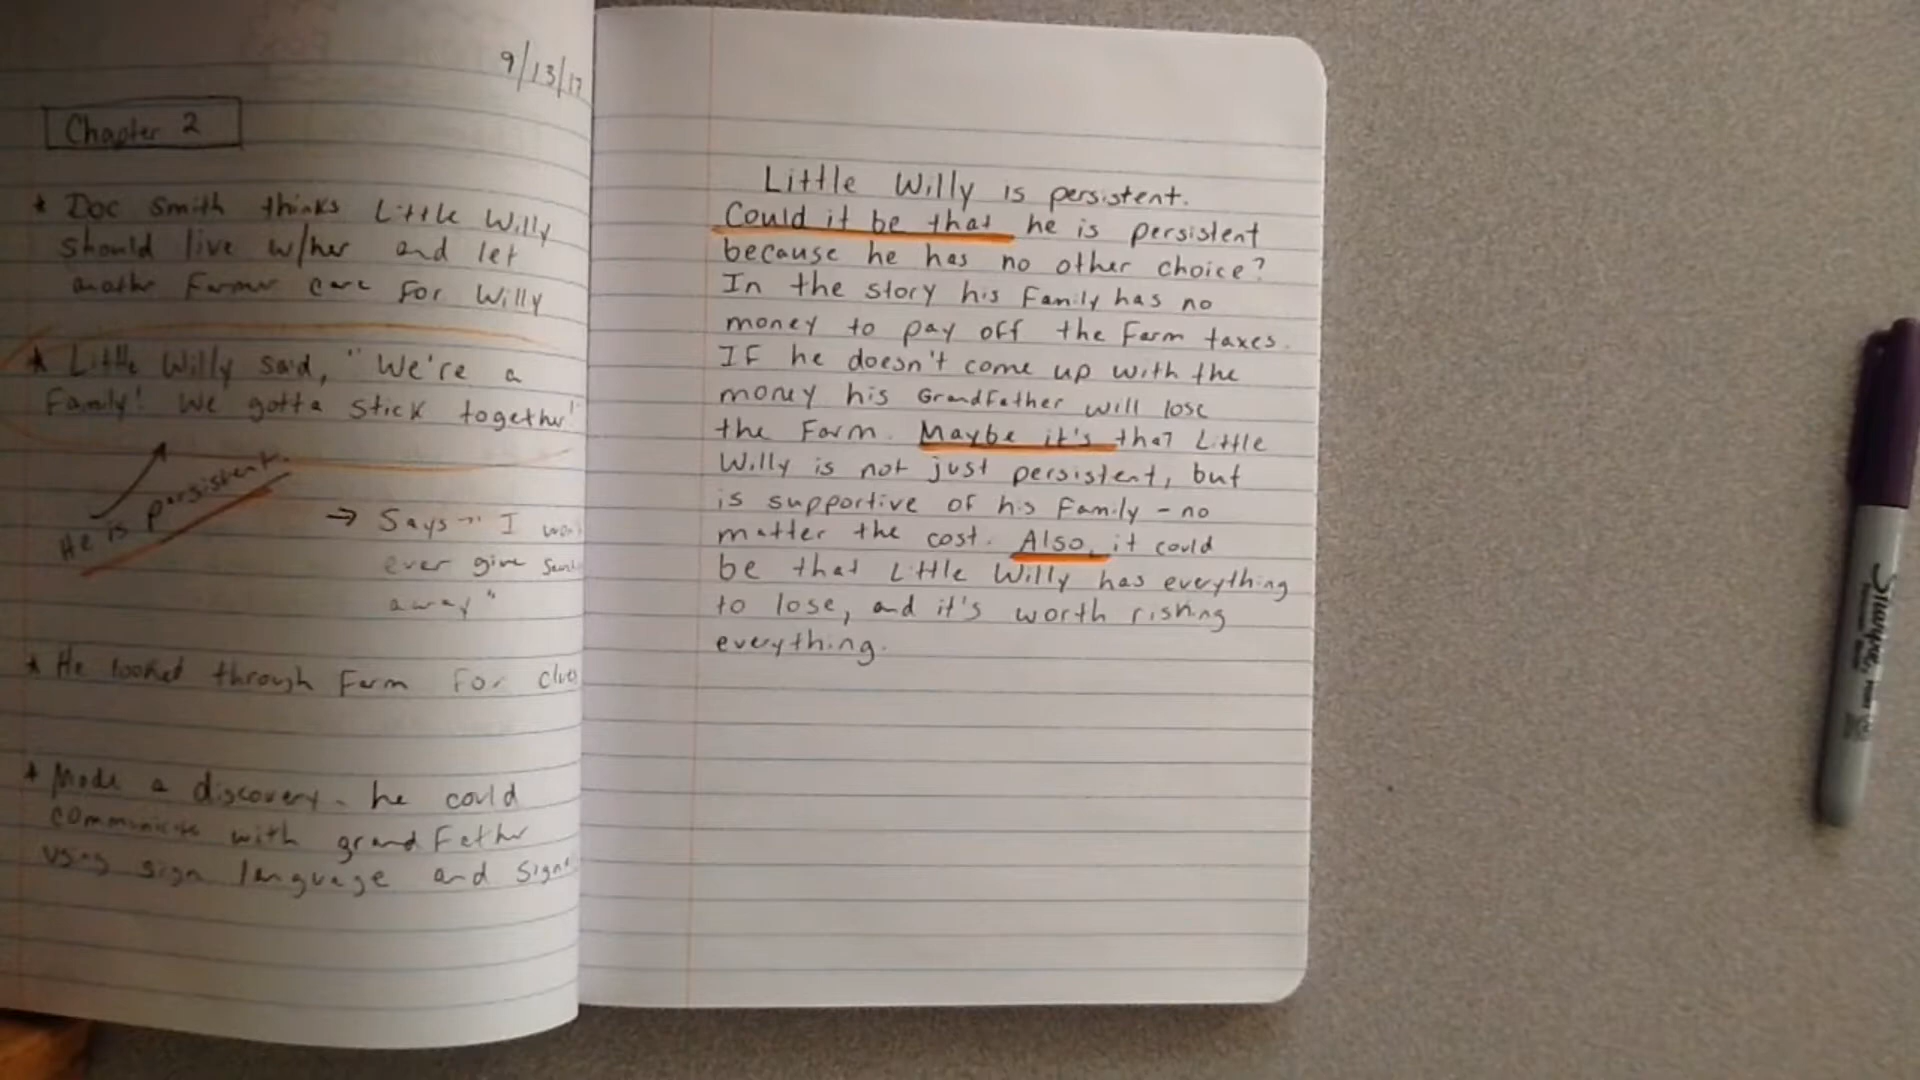 9/13/17
Chapter 2
* Doc Smith thinks Little Willy
should live w/her and let
another Farmer care for Willy
* Little Willy said, "We're a
Family! We gotta stick together!
He is persistent.
→ Says "I won
ever give
away"
* He looked through Farm for clues
* Made a discovery - he could
communicate with grandFather
using sign language and signs
Little Willy is persistent.
Could it be that he is persistent
because he has no other choice?
In the story his Family has no
money to pay off the Farm taxes.
IF he doesn't come up with the
money his GrandFather will lose
the Farm. Maybe it's that Little
Willy is not just persistent, but
is supportive of his Family - no
matter the cost. Also, it could
be that Little Willy has everything
to lose, and it's worth risking
everything.
Sharpie